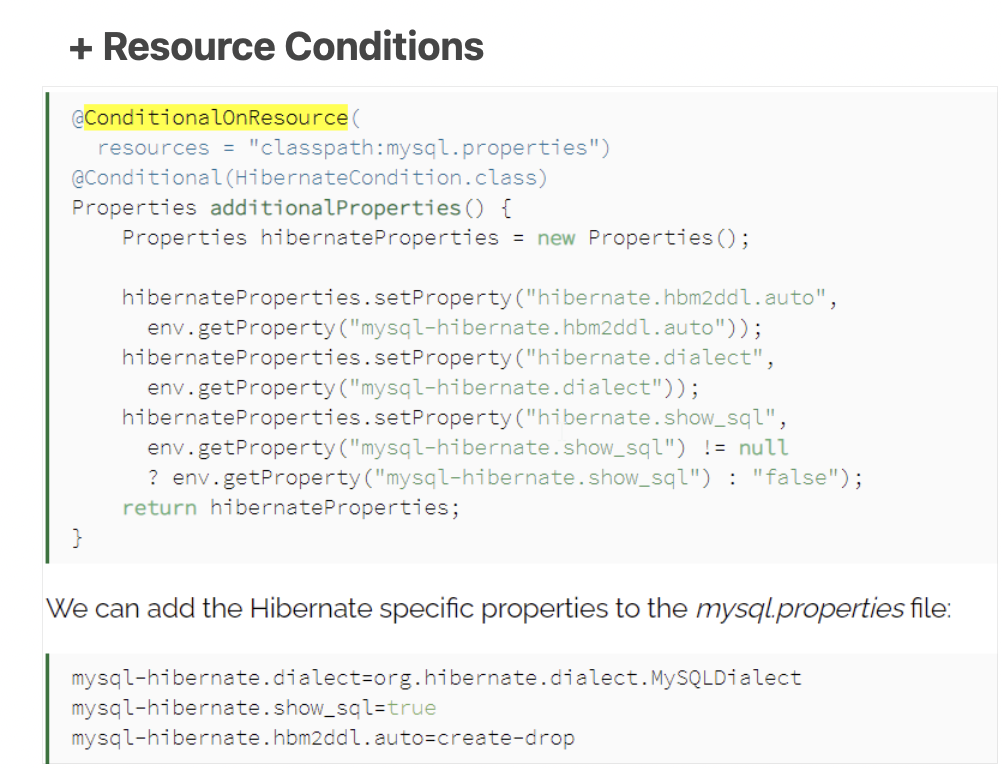 + Resource Conditions
@ConditionalOnResource(
  resources = "classpath:mysql.properties")
@Conditional(HibernateCondition.class)
Properties additionalProperties() {
    Properties hibernateProperties = new Properties();

    hibernateProperties.setProperty("hibernate.hbm2ddl.auto",
      env.getProperty("mysql-hibernate.hbm2ddl.auto"));
    hibernateProperties.setProperty("hibernate.dialect",
      env.getProperty("mysql-hibernate.dialect"));
    hibernateProperties.setProperty("hibernate.show_sql",
      env.getProperty("mysql-hibernate.show_sql") != null
      ? env.getProperty("mysql-hibernate.show_sql") : "false");
    return hibernateProperties;
}
We can add the Hibernate specific properties to the mysql.properties file:
mysql-hibernate.dialect=org.hibernate.dialect.MySQLDialect
mysql-hibernate.show_sql=true
mysql-hibernate.hbm2ddl.auto=create-drop